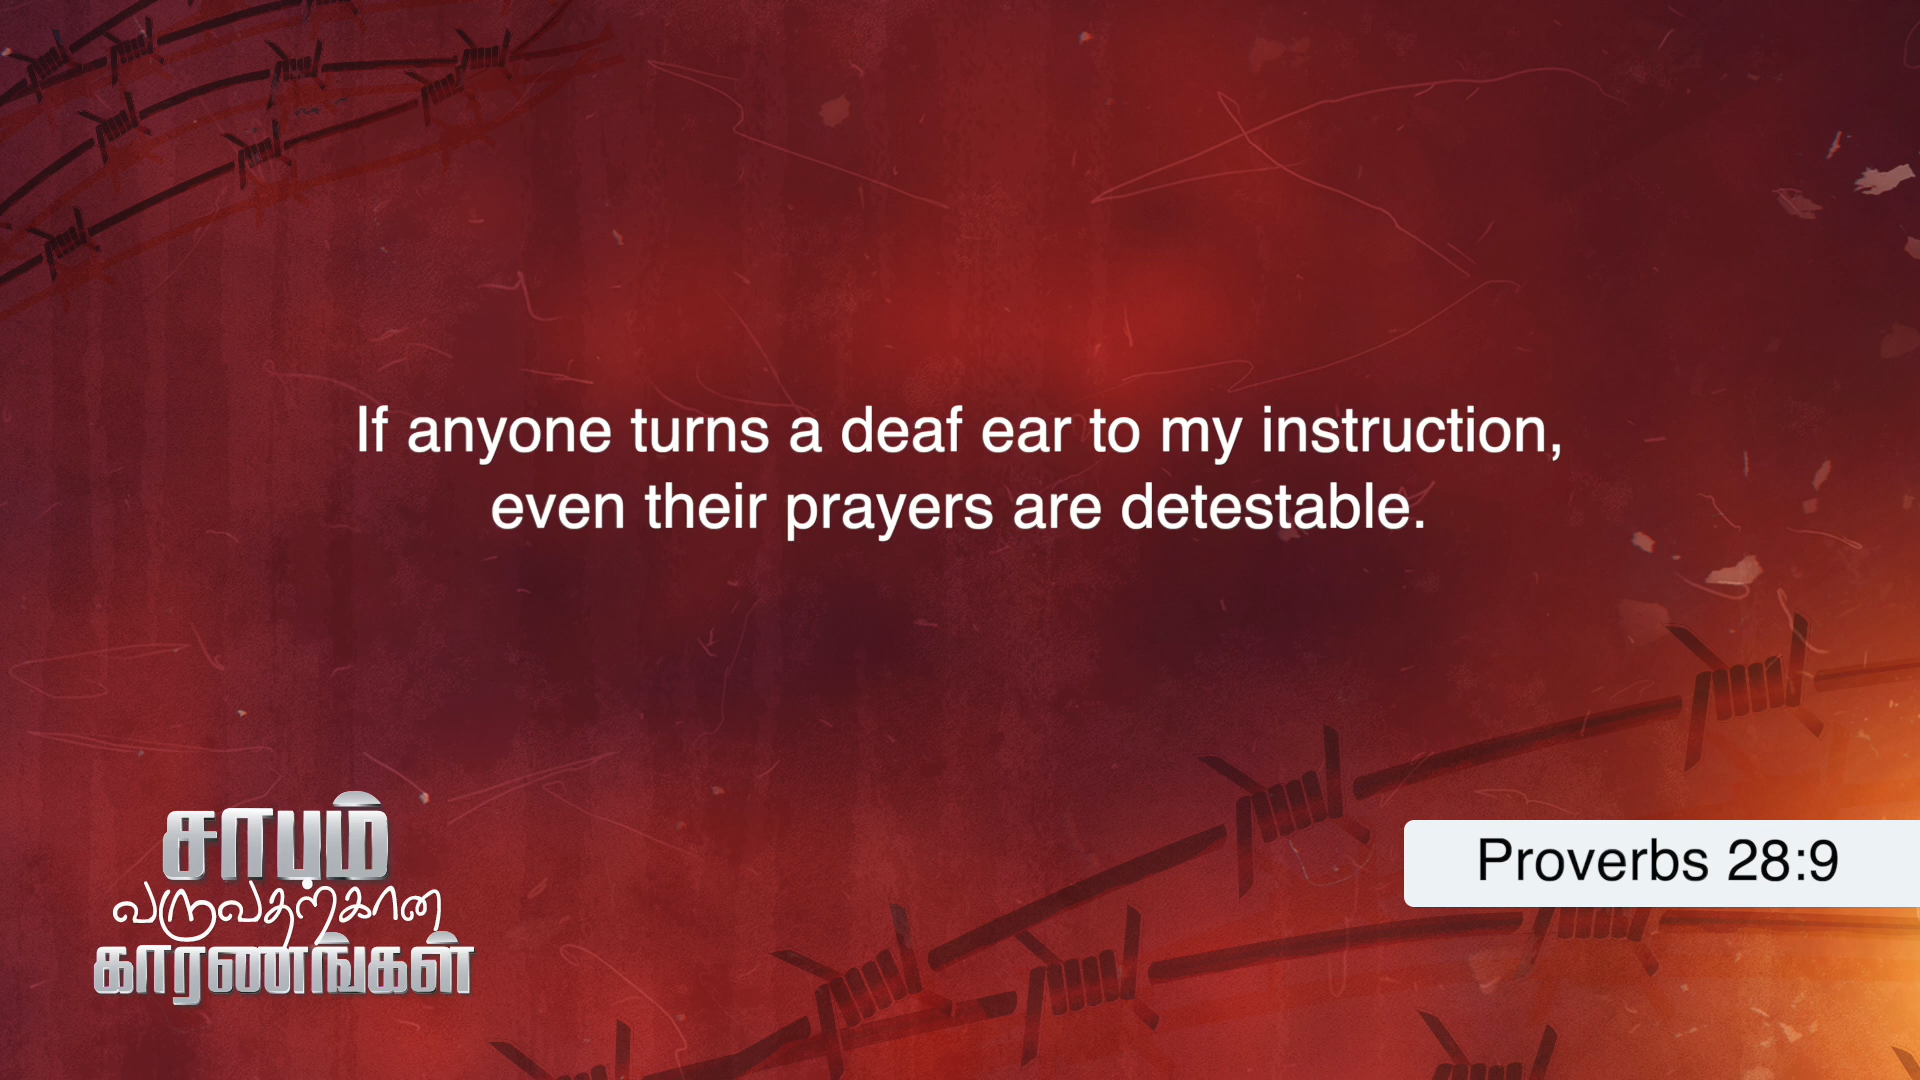 If anyone turns a deaf ear to my instruction,
even their prayers are detestable.
Proverbs 28:9
சாபம்
வருவதற்கான
காரணங்கள்